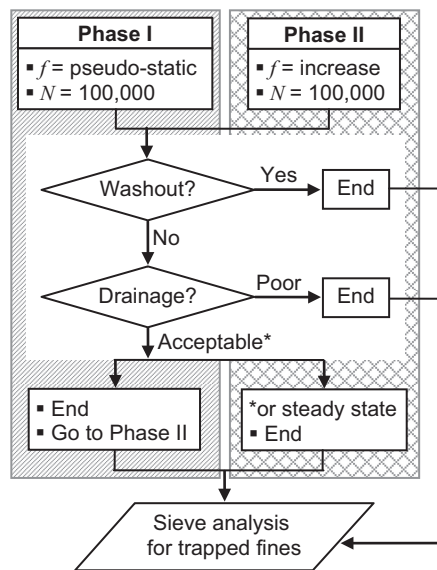 Phase I
▪ f = pseudo-static
▪ N = 100,000
Phase II
▪ f = increase
▪ N = 100,000
Washout?
Yes
End
No
Drainage?
Poor
End
Acceptable*
▪ End
▪ Go to Phase II
*or steady state
▪ End
Sieve analysis
for trapped fines